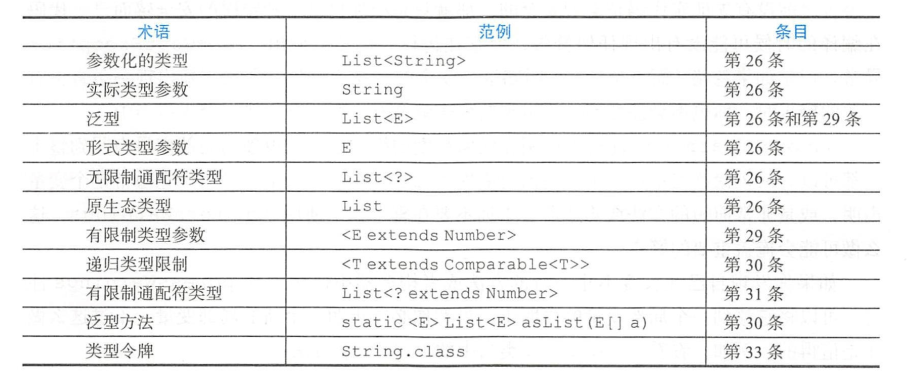 术语 范例 条目
参数化的类型 List<String> 第 26 条
实际类型参数 String 第 26 条
泛型 List<E> 第 26 条和第 29 条
形式类型参数 E 第 26 条
无限制通配符类型 List<?> 第 26 条
原生态类型 List 第 26 条
有限制类型参数 <E extends Number> 第 29 条
递归类型限制 <T extends Comparable<T>> 第 30 条
有限制通配符类型 List<? extends Number> 第 31 条
泛型方法 static <E> List<E> asList(E[] a) 第 30 条
类型令牌 String.class 第 33 条